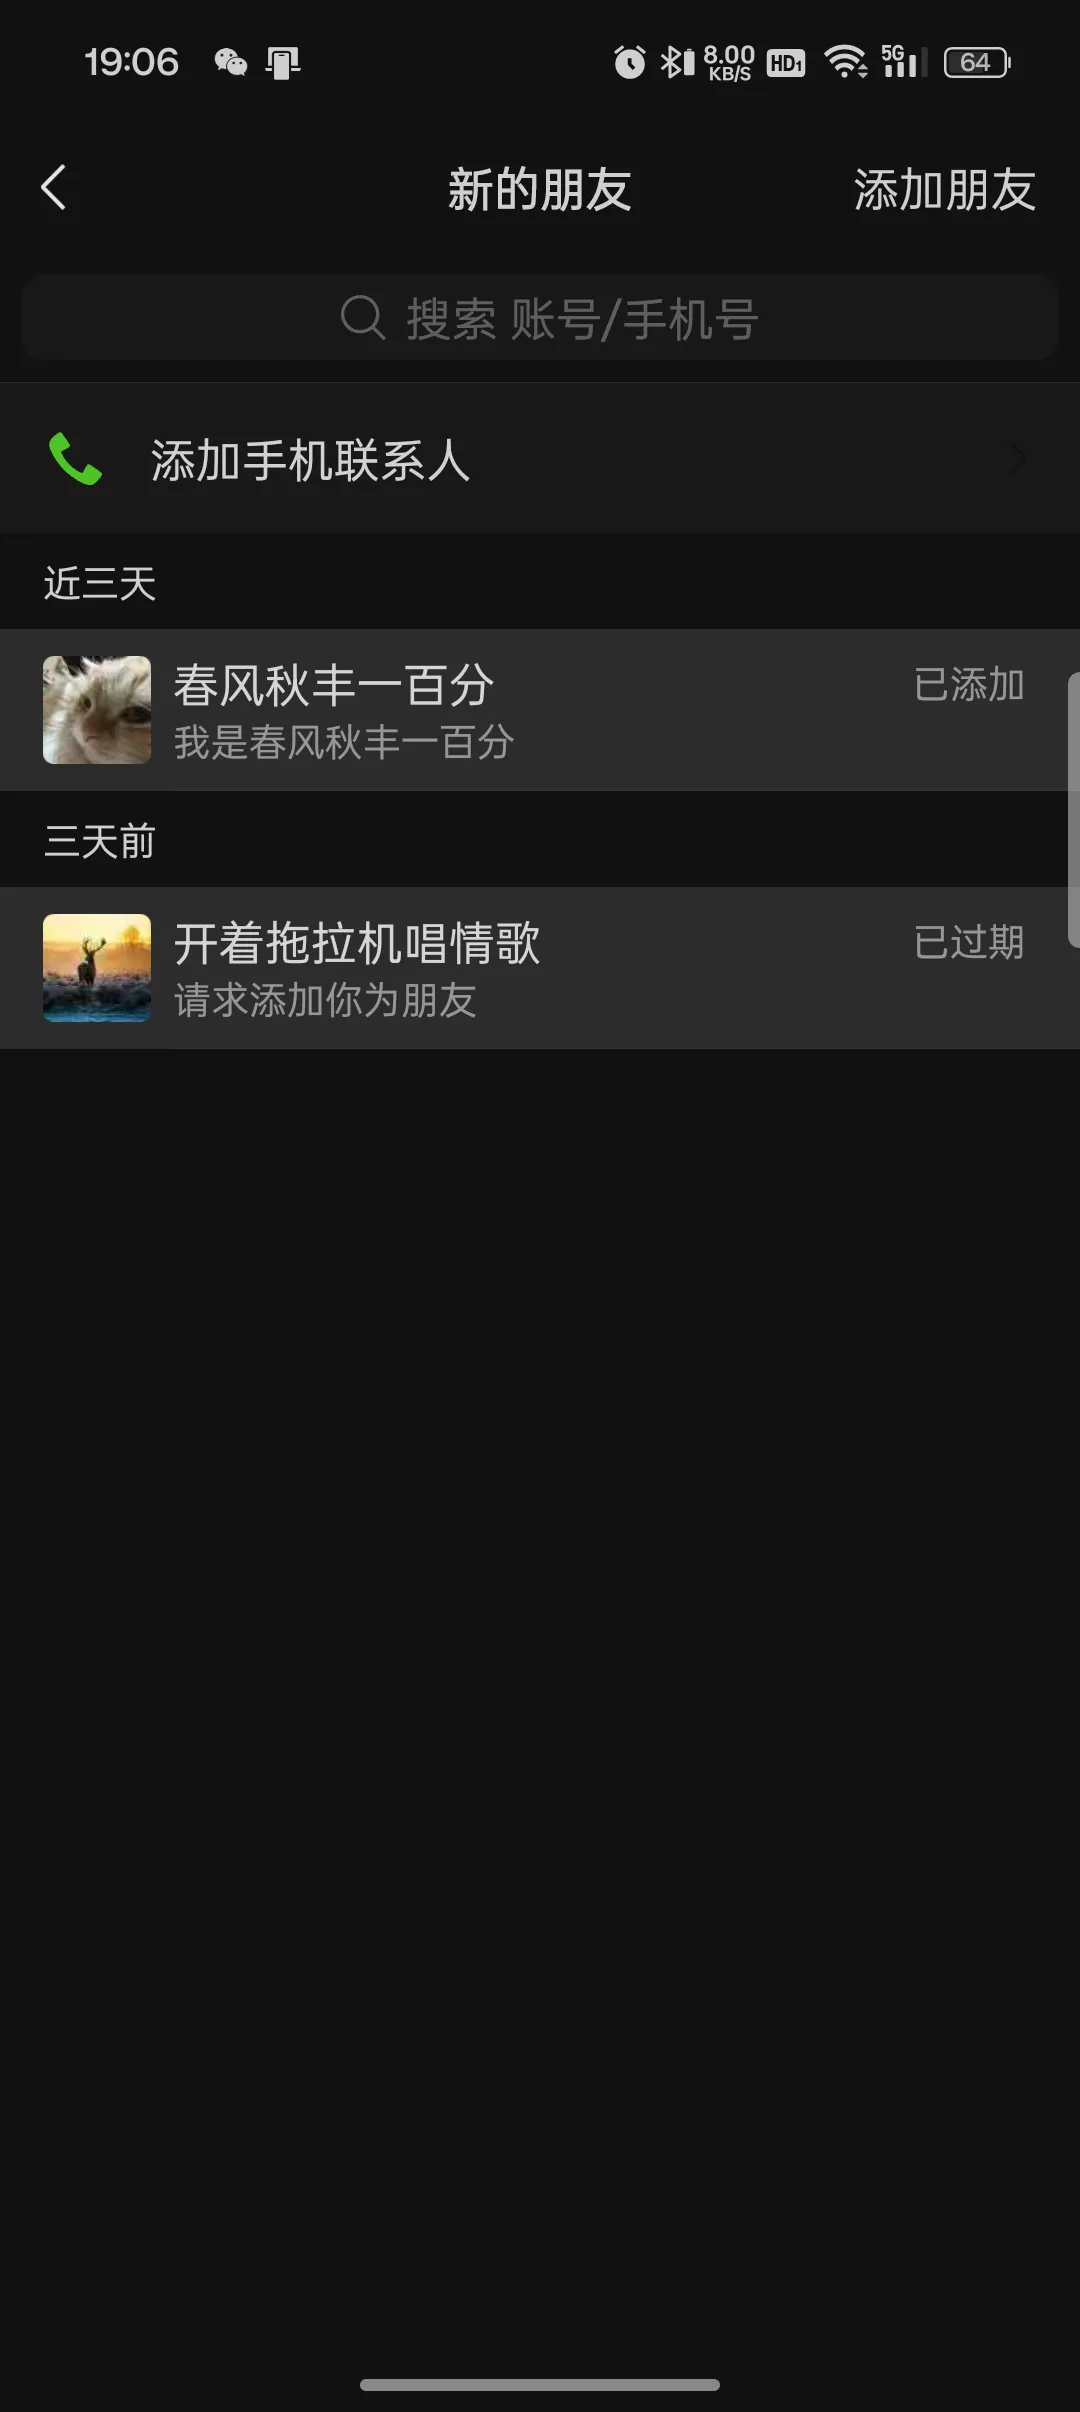 19:06
8.00
KB/S
HD1
5G
64
新的朋友
添加朋友
搜索 账号/手机号
添加手机联系人
近三天
春风秋丰一百分
已添加
我是春风秋丰一百分
三天前
开着拖拉机唱情歌
已过期
请求添加你为朋友